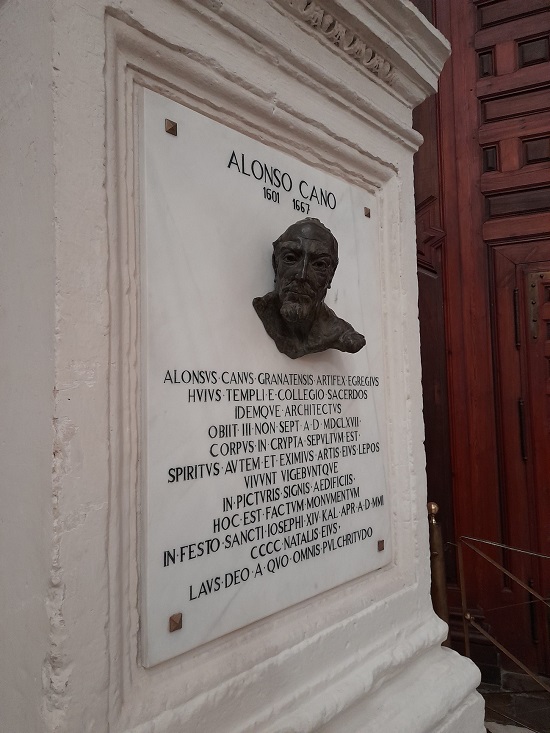 ALONSO CANO
1601 1667
ALONSVS·CANVS·GRANATENSIS·ARTIFEX·EGREGIVS
HVIVS·TEMPLI·E·COLLEGIO·SACERDOS
IDEMQVE·ARCHITECTVS
OBIIT·III·NON·SEPT·A·D·MDCLXVII·
CORPVS·IN·CRYPTA·SEPVLTVM·EST·
SPIRITVS·AVTEM·ET·EXIMIVS·ARTIS·EIVS·LEPOS
VIVVNT·VIGEBVNTQVE
IN·PICTVRIS·SIGNIS·AEDIFICIIS·
HOC·EST·FACTVM·MONVMENTVM
IN·FESTO·SANCTI·IOSEPHI·XIV·KAL·APR·A·D·MMI
CCCC·NATALIS·EIVS·
LAVS·DEO·A·QVO·OMNIS·PVLCHRITVDO